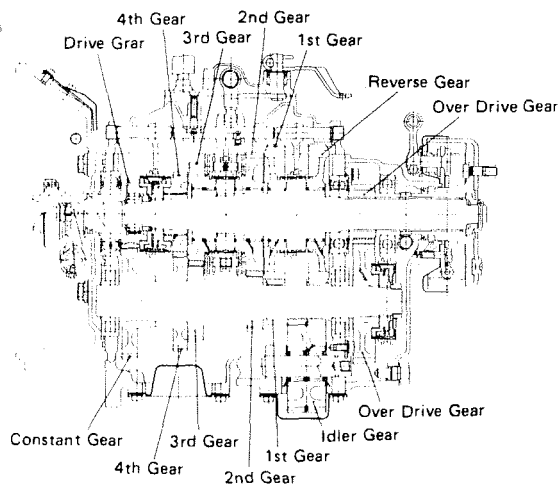 4th Gear
2nd Gear
Drive Grar
3rd Gear
1st Gear
Reverse Gear
Over Drive Gear
Over Drive Gear
Constant Gear
3rd Gear
Idler Gear
4th Gear
1st Gear
2nd Gear